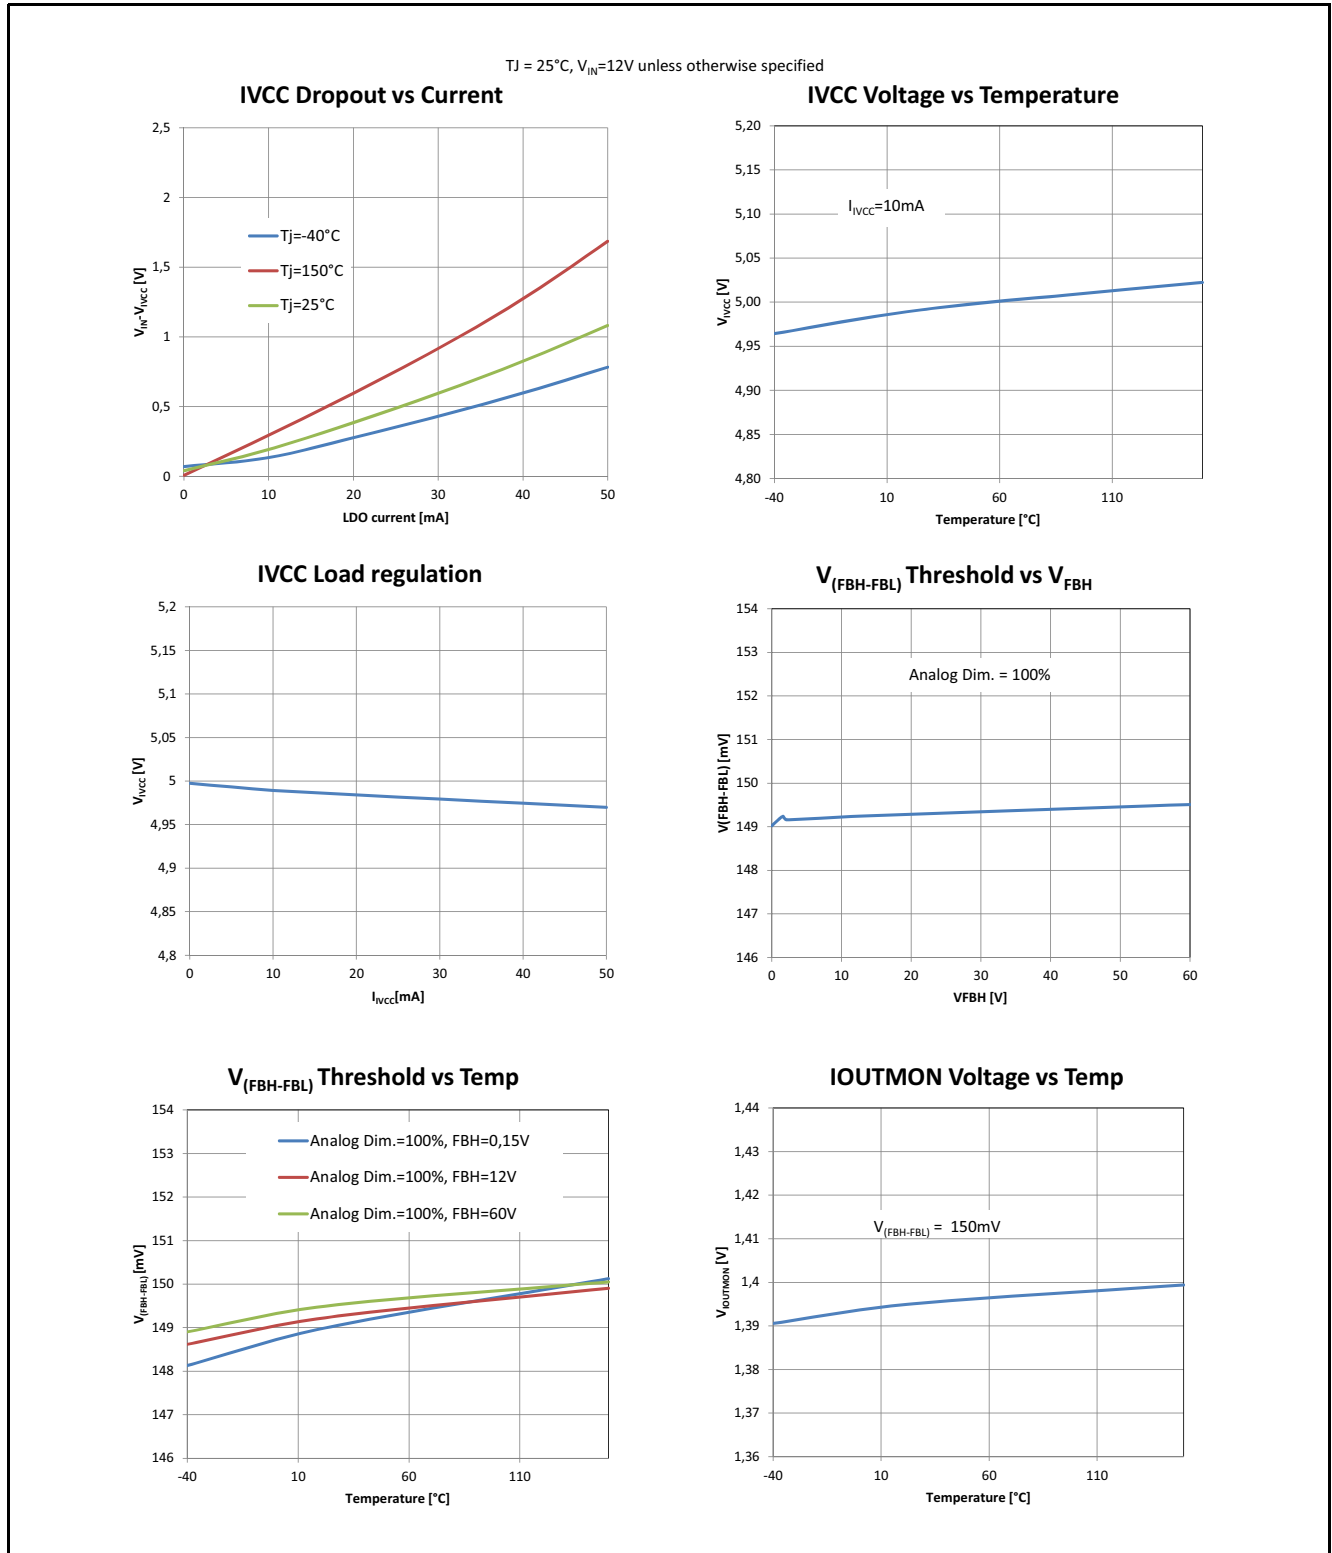 TJ = 25°C, VIN=12V unless otherwise specified
IVCC Dropout vs Current
2,5
2
1,5
1
0,5
0
VIN-VIVCC [V]
Tj=-40°C
Tj=150°C
Tj=25°C
0 10 20 30 40 50
LDO current [mA]
IVCC Voltage vs Temperature
5,20
5,15
5,10
5,05
5,00
4,95
4,90
4,85
4,80
VIVCC [V]
IIVCC=10mA
-40 10 60 110
Temperature [°C]
IVCC Load regulation
5,2
5,15
5,1
5,05
5
4,95
4,9
4,85
4,8
VIVCC [V]
0 10 20 30 40 50
IIVCC[mA]
V(FBH-FBL) Threshold vs VFBH
154
153
152
151
150
149
148
147
146
V(FBH-FBL) [mV]
Analog Dim. = 100%
0 10 20 30 40 50 60
VFBH [V]
V(FBH-FBL) Threshold vs Temp
154
153
152
151
150
149
148
147
146
V(FBH-FBL) [mV]
Analog Dim.=100%, FBH=0,15V
Analog Dim.=100%, FBH=12V
Analog Dim.=100%, FBH=60V
-40 10 60 110
Temperature [°C]
IOUTMON Voltage vs Temp
1,44
1,43
1,42
1,41
1,4
1,39
1,38
1,37
1,36
VIOUTMON [V]
V(FBH-FBL) = 150mV
-40 10 60 110
Temperature [°C]